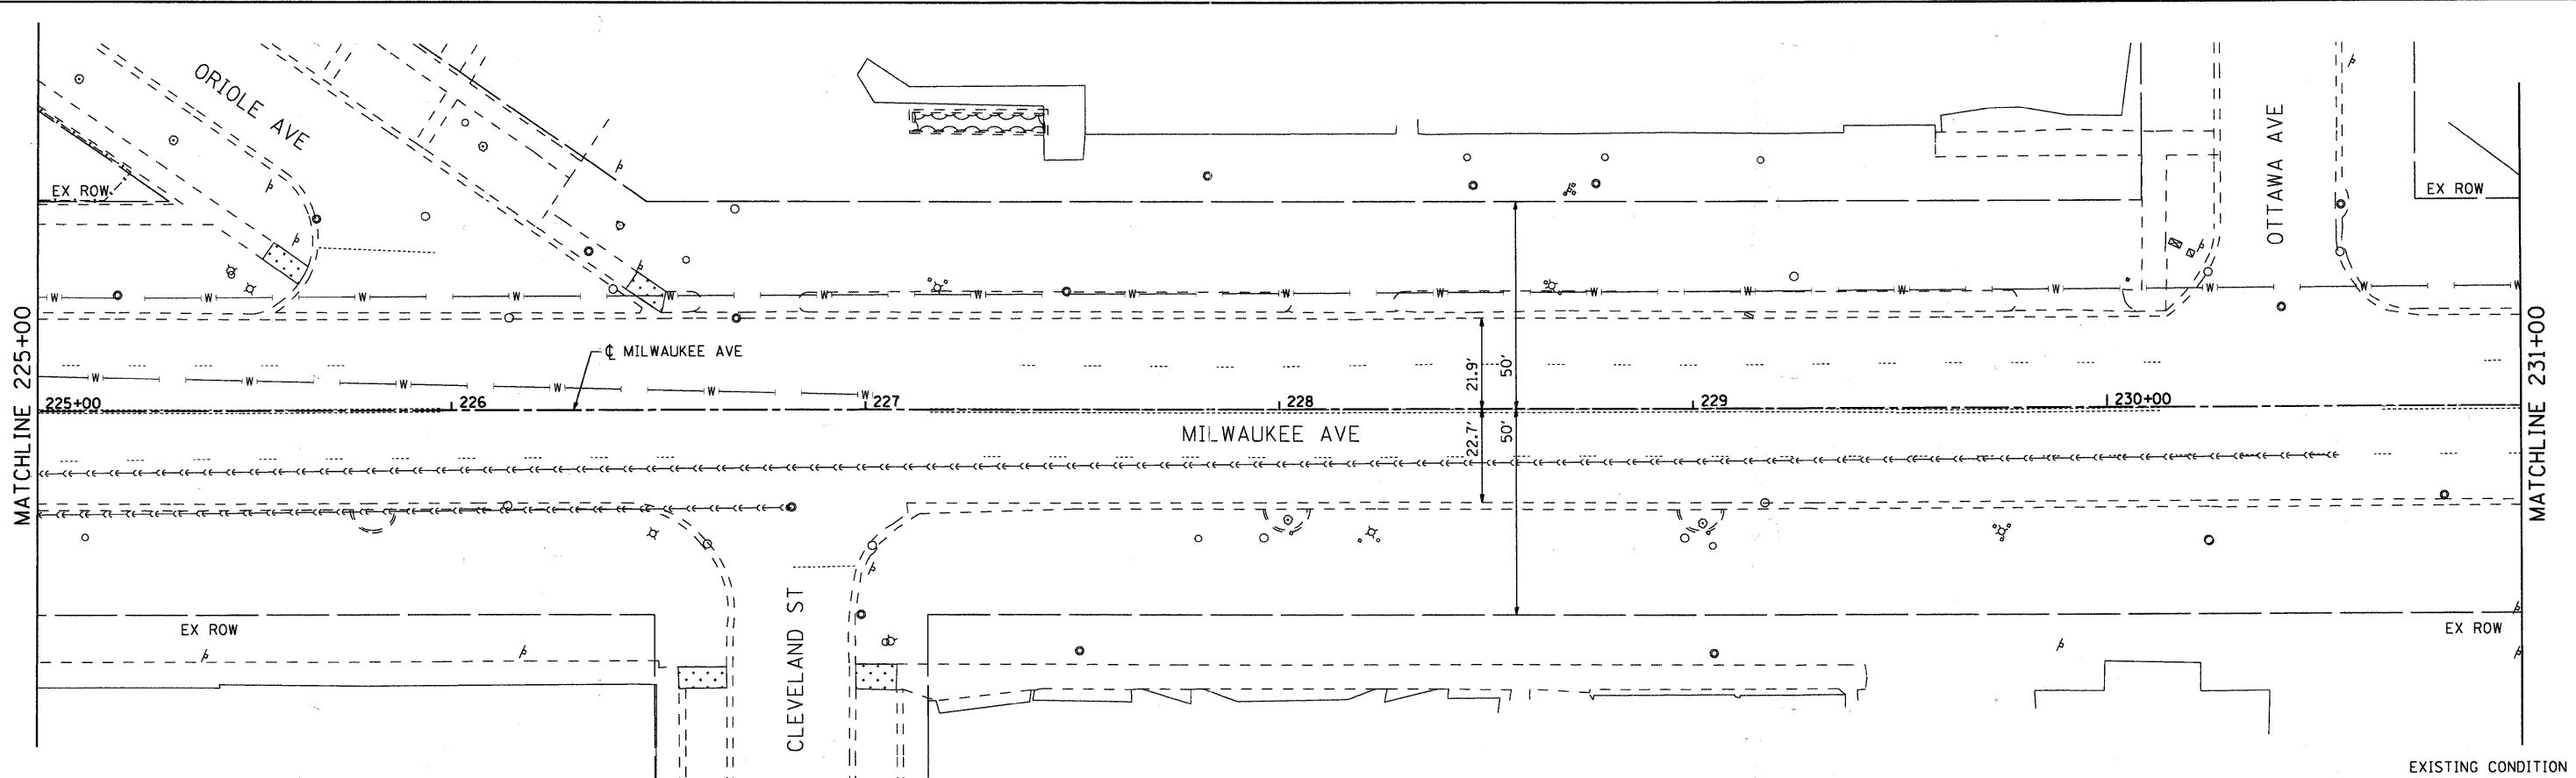 ORIOLE AVE
OTTAWA AVE
EX ROW
EX ROW
W W W W W W W W W W W W W W W W
MATCHLINE 225+00
MATCHLINE 231+00
℄ MILWAUKEE AVE
21.9'
50'
W W W W W W
225+00
226
227
228
229
230+00
MILWAUKEE AVE
22.7'
50'
CLEVELAND ST
EX ROW
EX ROW
EXISTING CONDITION